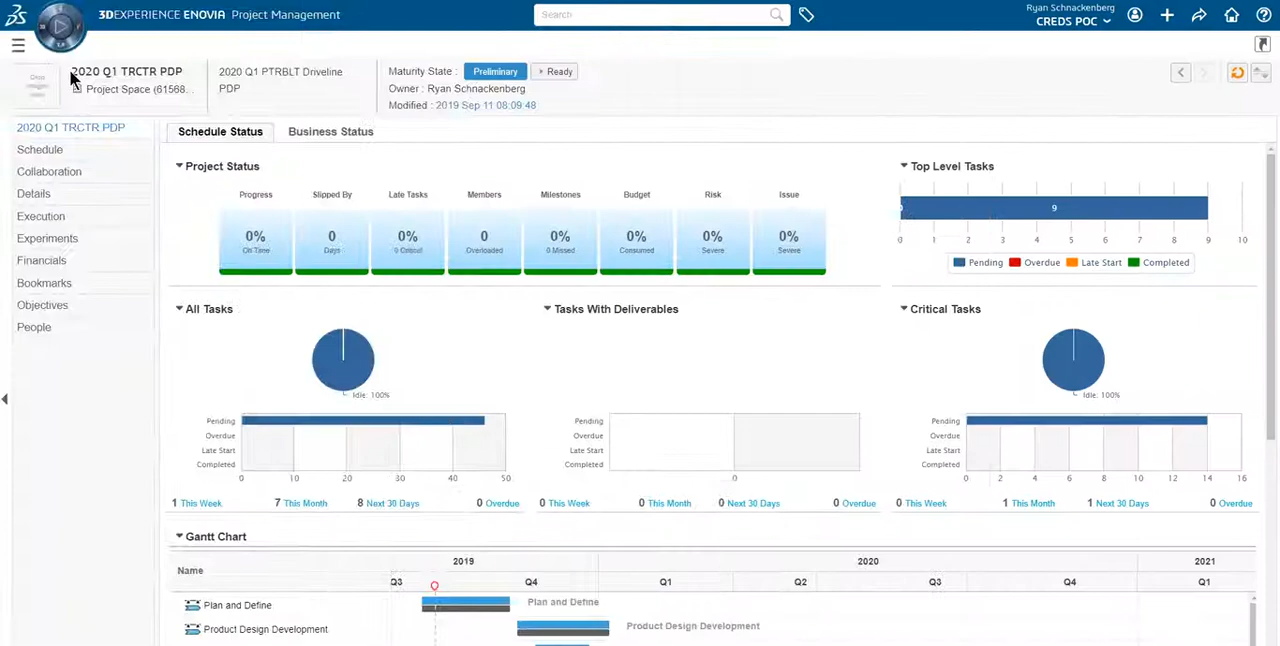 3DEXPERIENCE ENOVIA Project Management
Search
Ryan Schnackenberg
CREDS POC
2020 Q1 TRCTR PDP
Project Space (61568...
2020 Q1 PTRBLT Driveline
PDP
Maturity State : Preliminary Ready
Owner : Ryan Schnackenberg
Modified : 2019 Sep 11 08:09:48
2020 Q1 TRCTR PDP
Schedule
Collaboration
Details
Execution
Experiments
Financials
Bookmarks
Objectives
People
Schedule Status Business Status
Project Status
Progress Slipped By Late Tasks Members Milestones Budget Risk Issue
0% 0 0% 0 0% 0% 0% 0%
On Time Days 0 Critical Overloaded 0 Missed Consumed Severe Severe
Top Level Tasks
9
0 1 2 3 4 5 6 7 8 9 10
Pending Overdue Late Start Completed
All Tasks
Idle: 100%
Pending
Overdue
Late Start
Completed
0 10 20 30 40 50
1 This Week 7 This Month 8 Next 30 Days 0 Overdue
Tasks With Deliverables
Pending
Overdue
Late Start
Completed
0
0 This Week 0 This Month 0 Next 30 Days 0 Overdue
Critical Tasks
Idle: 100%
Pending
Overdue
Late Start
Completed
0 2 4 6 8 10 12 14 16
0 This Week 1 This Month 1 Next 30 Days 0 Overdue
Gantt Chart
Name
2019 2020 2021
Q3 Q4 Q1 Q2 Q3 Q4 Q1
Plan and Define Plan and Define
Product Design Development Product Design Development